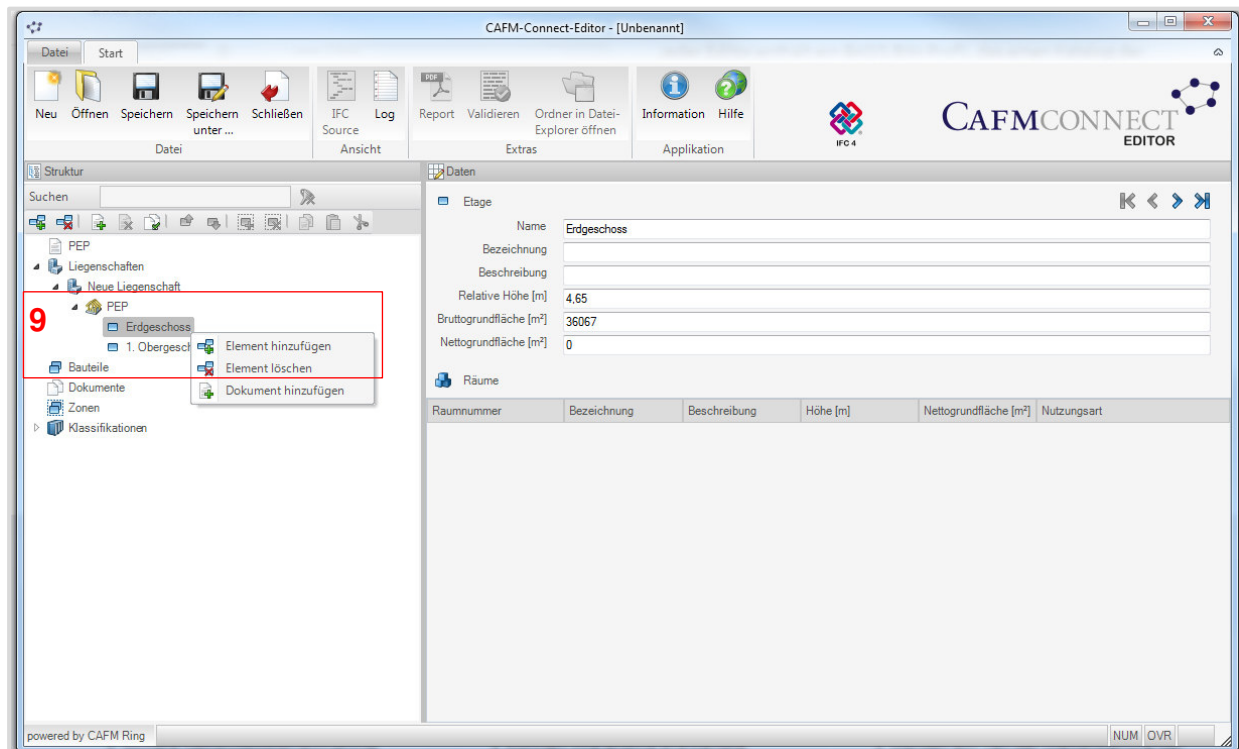 CAFM-Connect-Editor - [Unbenannt]
Datei Start
Neu Öffnen Speichern Speichern unter ... Schließen
Datei
IFC Source Log
Ansicht
Report Validieren Ordner in Datei-Explorer öffnen
Extras
Information Hilfe
Applikation
IFC 4
CAFMCONNECT
EDITOR
Struktur
Suchen
PEP
Liegenschaften
Neue Liegenschaft
9
PEP
Erdgeschoss
1. Obergesch
Bauteile
Dokumente
Zonen
Klassifikationen
Element hinzufügen
Element löschen
Dokument hinzufügen
Daten
Etage
Name Erdgeschoss
Bezeichnung
Beschreibung
Relative Höhe [m] 4,65
Bruttogrundfläche [m²] 36067
Nettogrundfläche [m²] 0
Räume
Raumnummer Bezeichnung Beschreibung Höhe [m] Nettogrundfläche [m²] Nutzungsart
powered by CAFM Ring
NUM OVR